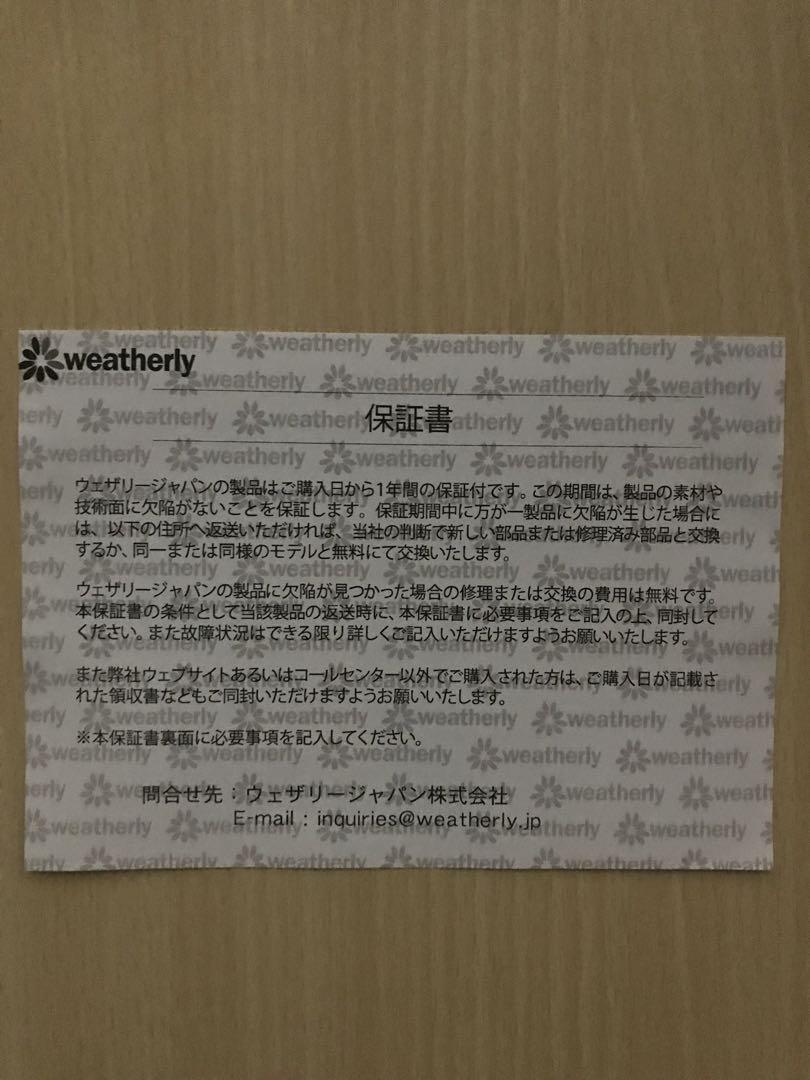 weatherly
保証書
ウェザリージャパンの製品はご購入日から1年間の保証付です。この期間は、製品の素材や
技術面に欠陥がないことを保証します。保証期間中に万が一製品に欠陥が生じた場合に
は、以下の住所へ返送いただければ、当社の判断で新しい部品または修理済み部品と交換
するか、同一または同様のモデルと無料にて交換いたします。
ウェザリージャパンの製品に欠陥が見つかった場合の修理または交換の費用は無料です。
本保証書の条件として当該製品の返送時に、本保証書に必要事項をご記入の上、同封して
ください。また故障状況はできる限り詳しくご記入いただけますようお願いいたします。
また弊社ウェブサイトあるいはコールセンター以外でご購入された方は、ご購入日が記載さ
れた領収書などもご同封いただけますようお願いいたします。
※本保証書裏面に必要事項を記入してください。
問合せ先：ウェザリージャパン株式会社
E-mail : inquiries@weatherly.jp